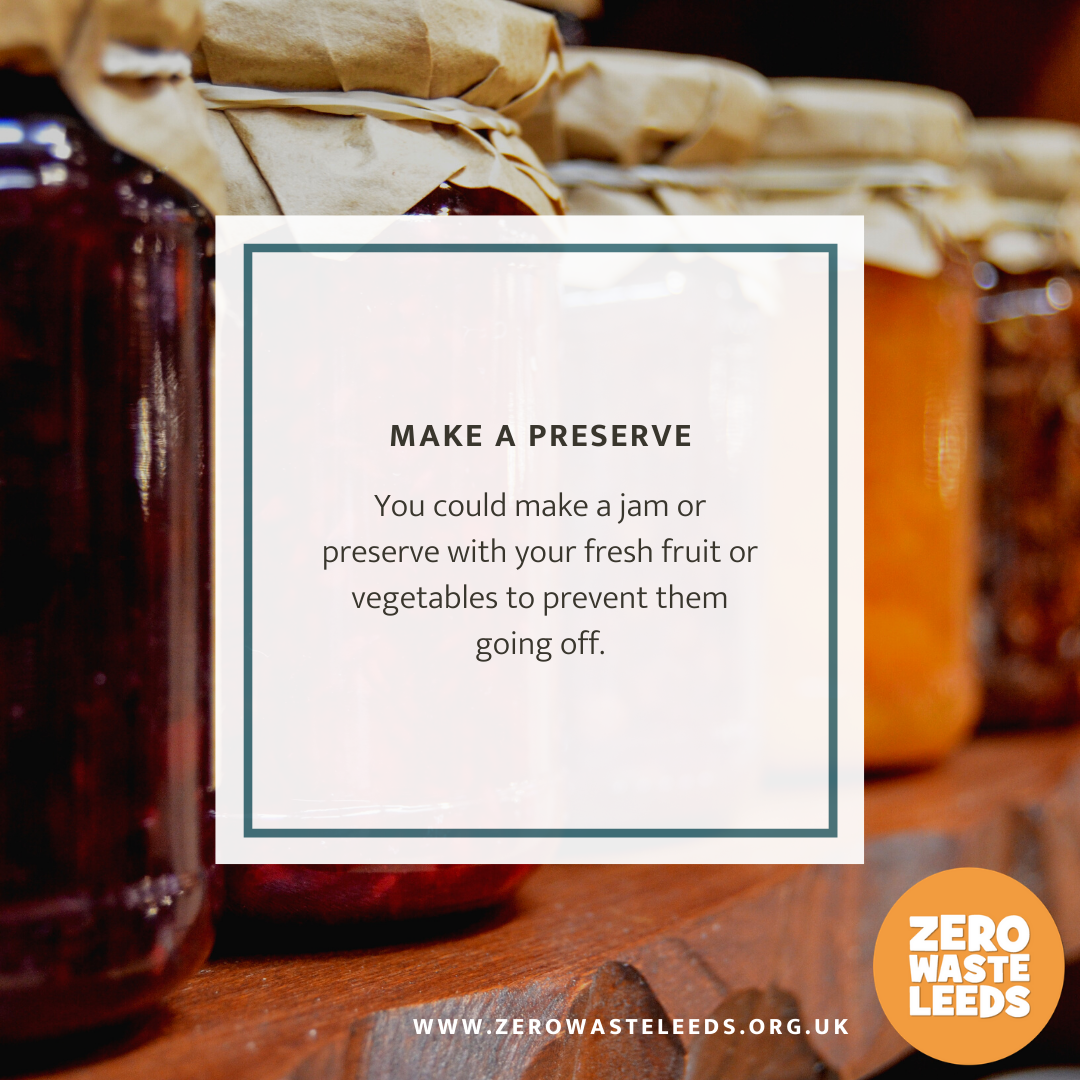 MAKE A PRESERVE
You could make a jam or
preserve with your fresh fruit or
vegetables to prevent them
going off.
WWW.ZEROWASTELEEDS.ORG.UK
ZERO
WASTE
LEEDS